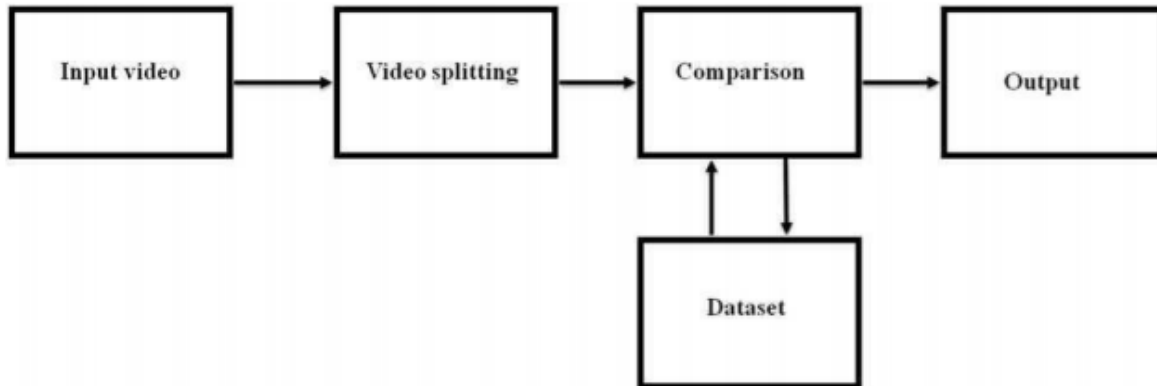 Input video
Video splitting
Comparison
Output
Dataset